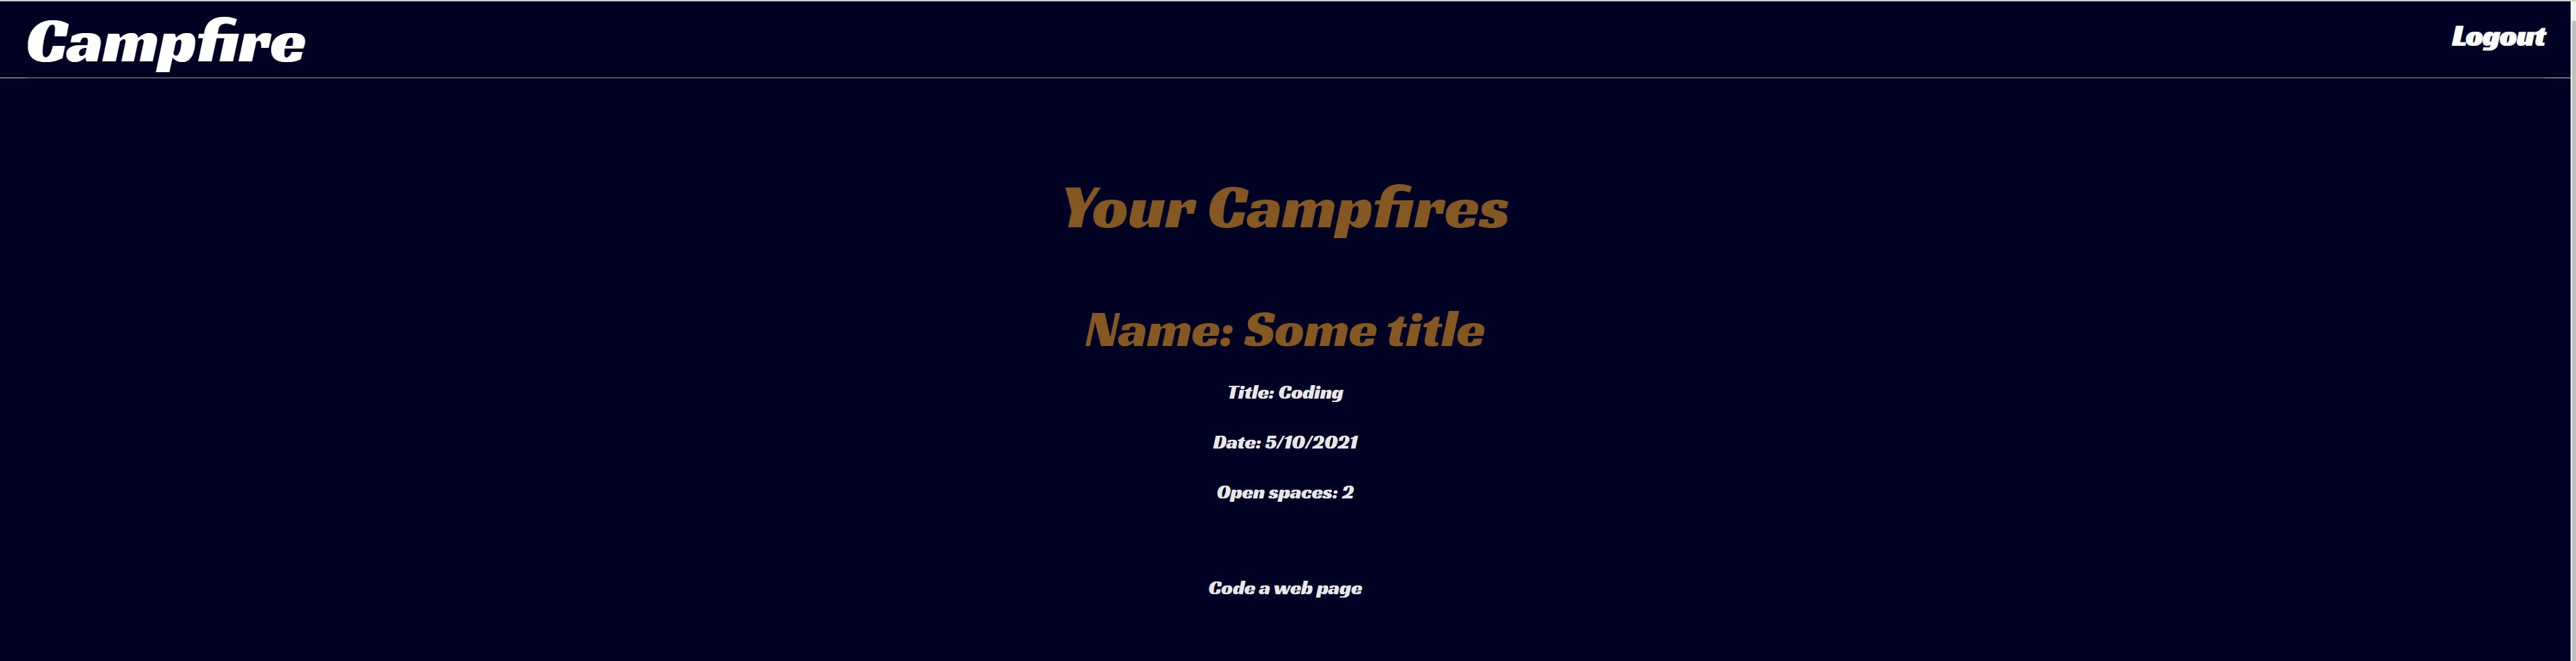 Campfire
Logout
Your Campfires
Name: Some title
Title: Coding
Date: 5/10/2021
Open spaces: 2
Code a web page